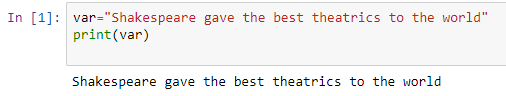 In [1]: var="Shakespeare gave the best theatrics to the world"
print(var)
Shakespeare gave the best theatrics to the world